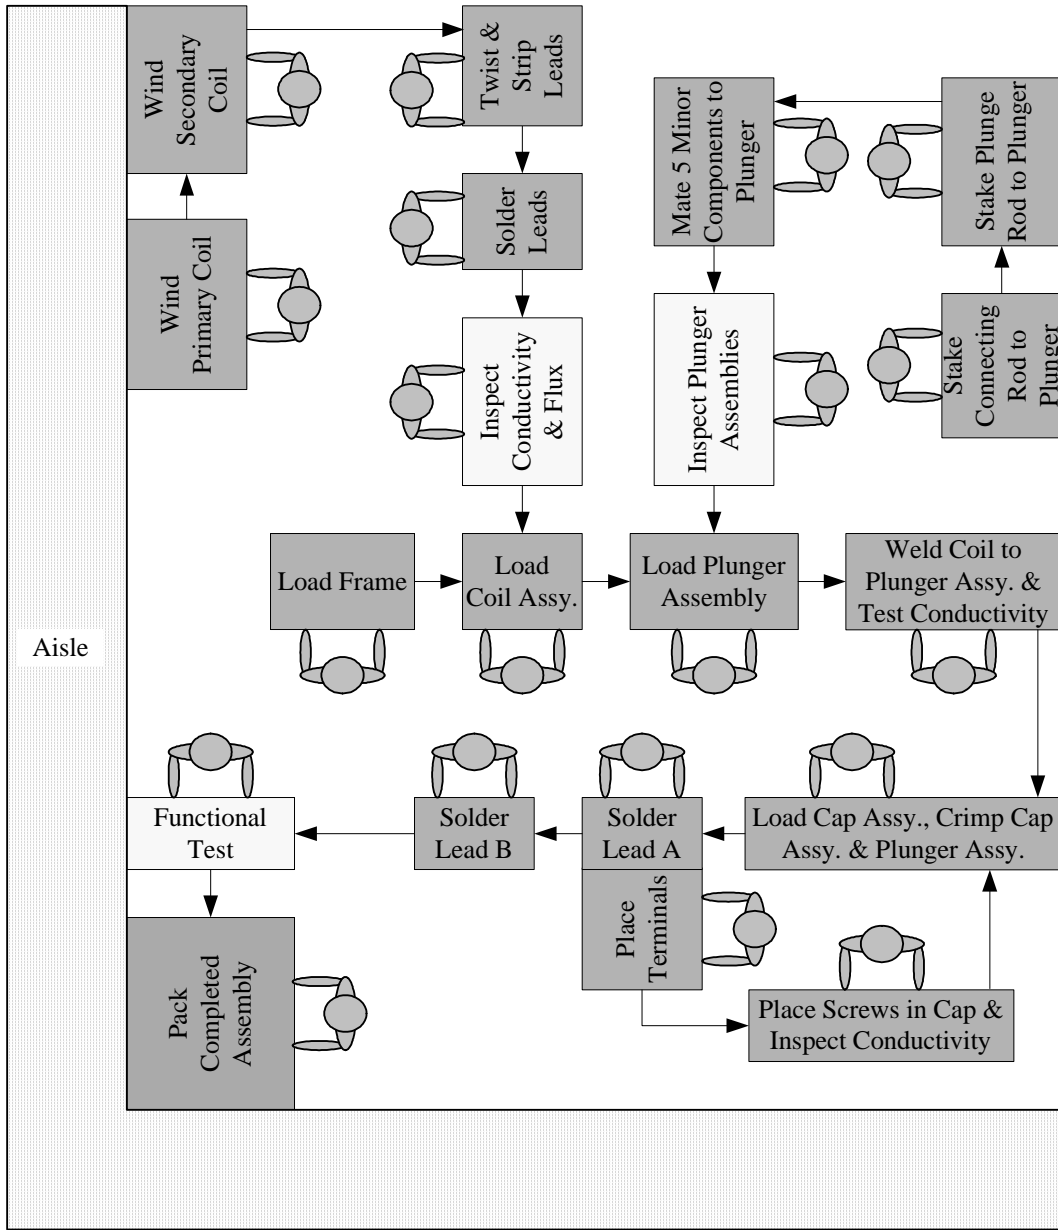 Wind
Secondary
Coil
Twist &
Strip
Leads
Mate 5 Minor
Components to
Plunger
Stake Plunge
Rod to Plunger
Wind
Primary Coil
Solder
Leads
Inspect
Conductivity
& Flux
Inspect Plunger
Assemblies
Stake
Connecting
Rod to
Plunger
Load Frame
Load
Coil Assy.
Load Plunger
Assembly
Weld Coil to
Plunger Assy. &
Test Conductivity
Aisle
Functional
Test
Solder
Lead B
Solder
Lead A
Load Cap Assy., Crimp Cap
Assy. & Plunger Assy.
Place
Terminals
Pack
Completed
Assembly
Place Screws in Cap &
Inspect Conductivity